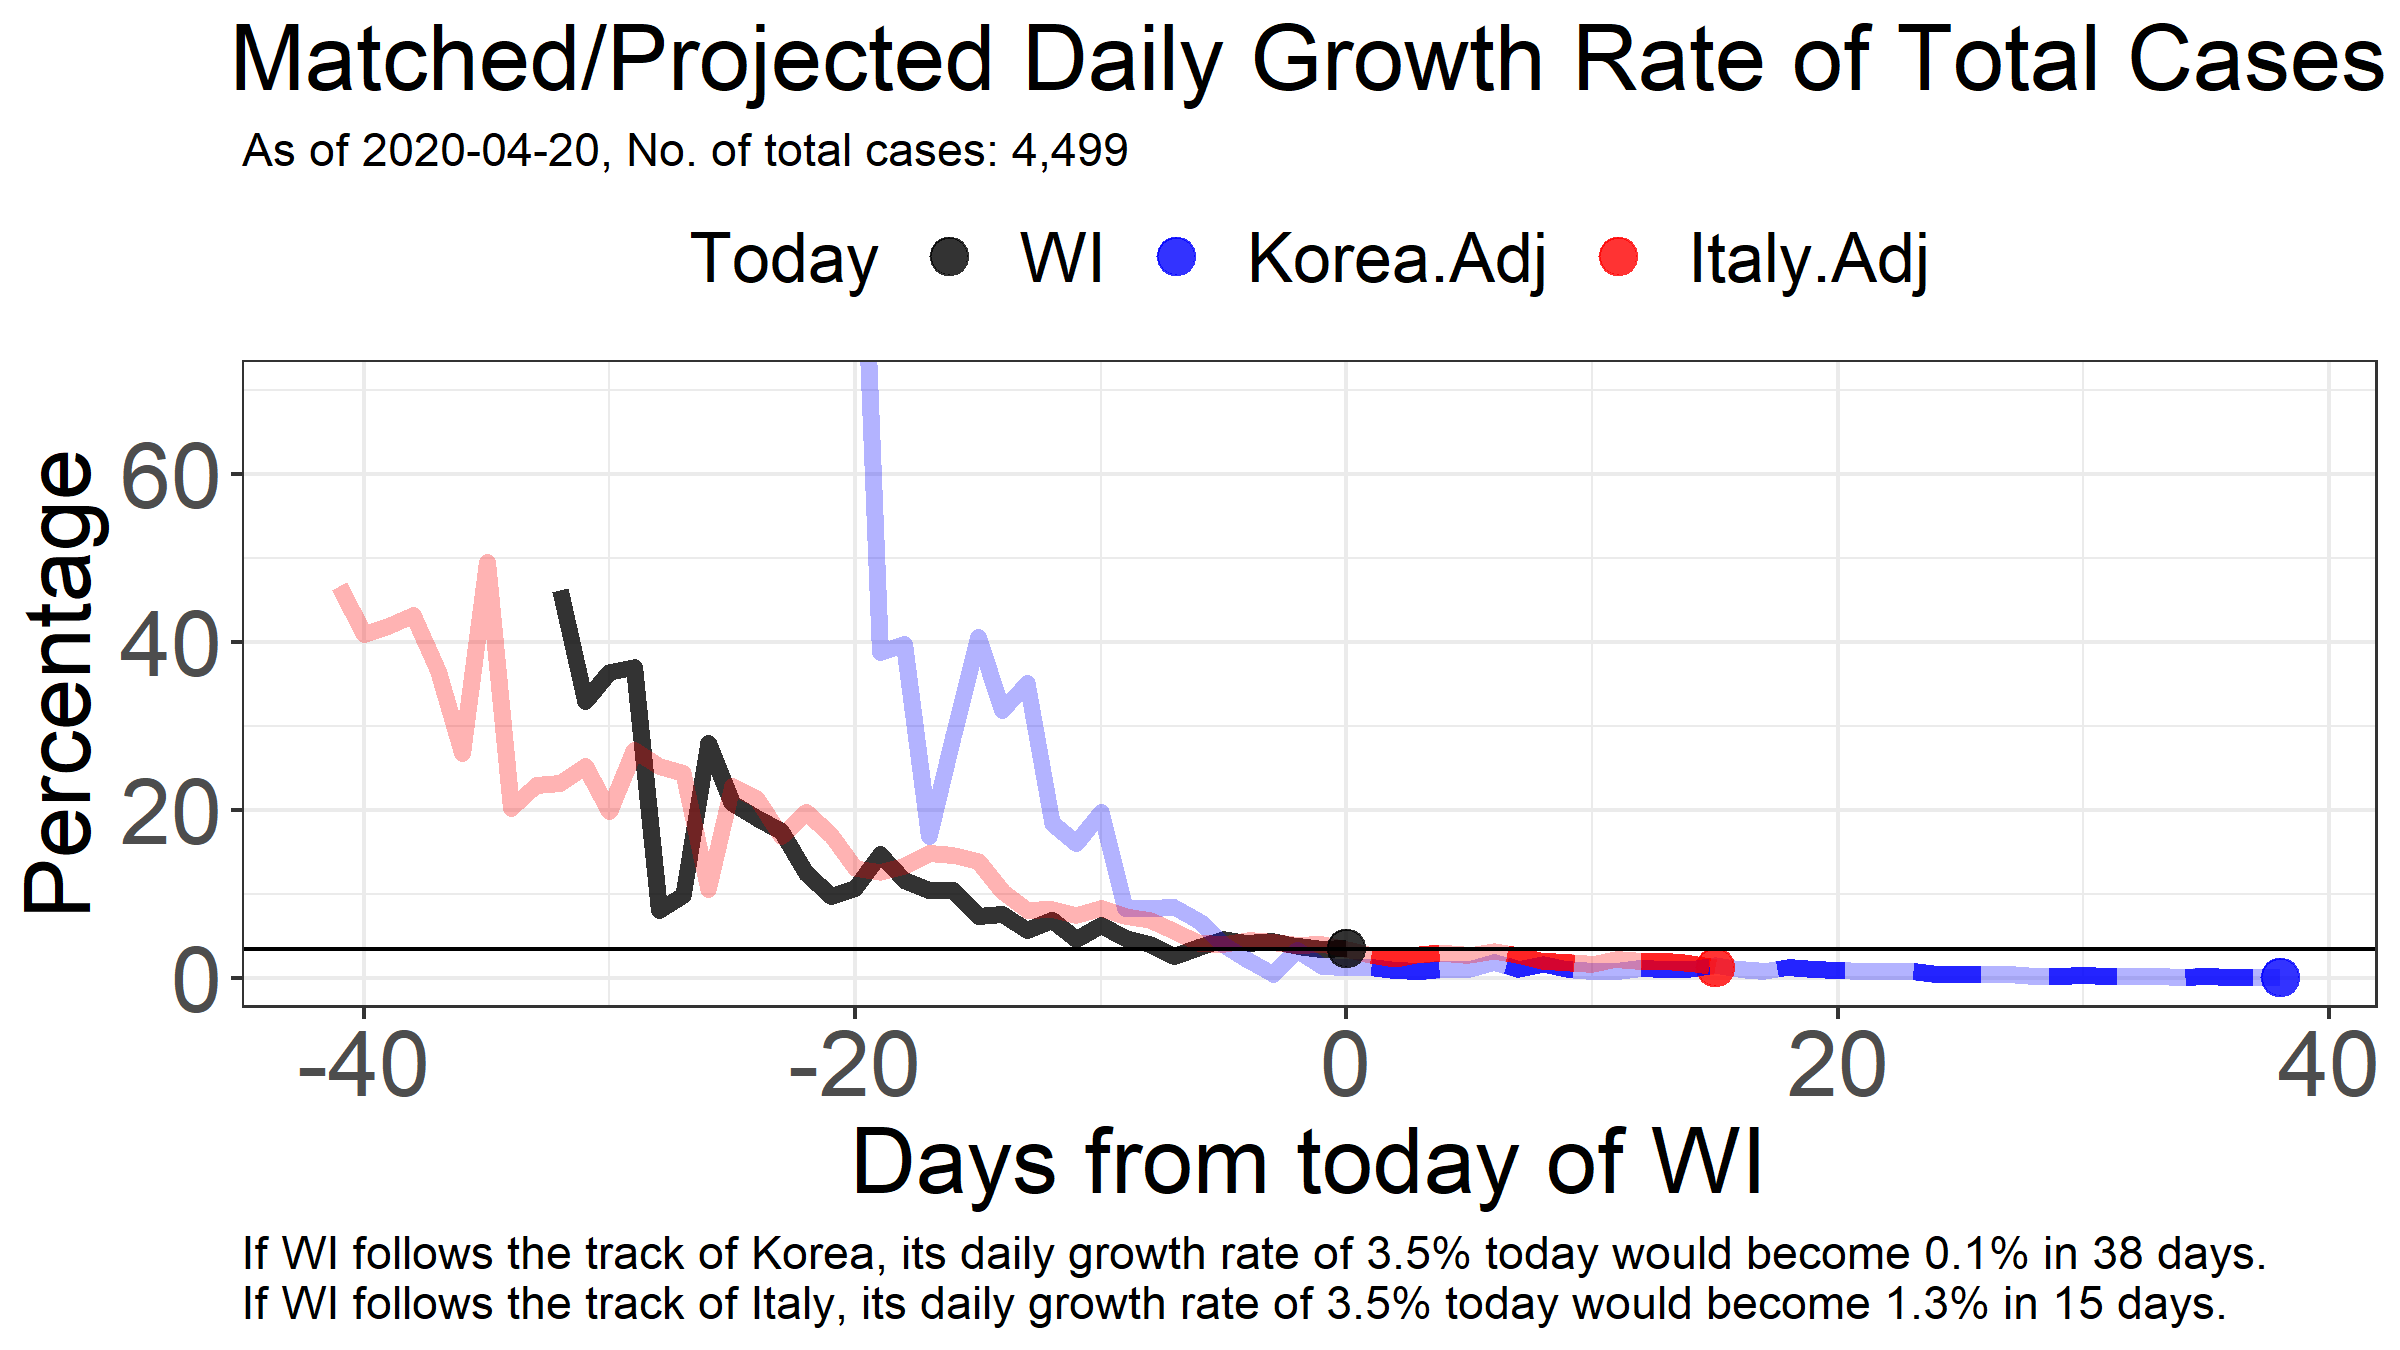 Matched/Projected Daily Growth Rate of Total Cases
As of 2020-04-20, No. of total cases: 4,499
Today WI Korea.Adj Italy.Adj
Percentage
60
40
20
0
-40 -20 0 20 40
Days from today of WI
If WI follows the track of Korea, its daily growth rate of 3.5% today would become 0.1% in 38 days.
If WI follows the track of Italy, its daily growth rate of 3.5% today would become 1.3% in 15 days.